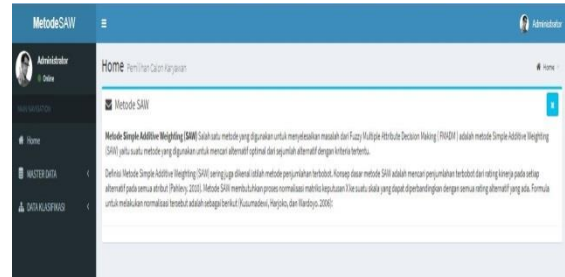 MetodeSAW
Administrator
Administrator
Online
MAIN NAVIGATION
Home
MASTER DATA
DATA KLASIFIKASI
Home Pemilihan Calon Karyawan
Home
Metode SAW
Metode Simple Additive Weighting (SAW) Salah satu metode yang digunakan untuk menyelesaikan masalah dari Fuzzy Multiple Attribute Decision Making ( FMADM ) adalah metode Simple Additive Weighting
(SAW) yaitu suatu metode yang digunakan untuk mencari alternatif optimal dari sejumlah alternatif dengan kriteria tertentu.
Definisi Metode Simple Additive Weighting (SAW) sering juga dikenal istilah metode penjumlahan terbobot. Konsep dasar metode SAW adalah mencari penjumlahan terbobot dari rating kinerja pada setiap
alternatif pada semua atribut (Pahlevy, 2010). Metode SAW membutuhkan proses normalisasi matriks keputusan X ke suatu skala yang dapat diperbandingkan dengan semua rating alternatif yang ada. Formula
untuk melakukan normalisasi tersebut adalah sebagai berikut (Kusumadewi, Harjoko, dan Wardoyo, 2006):